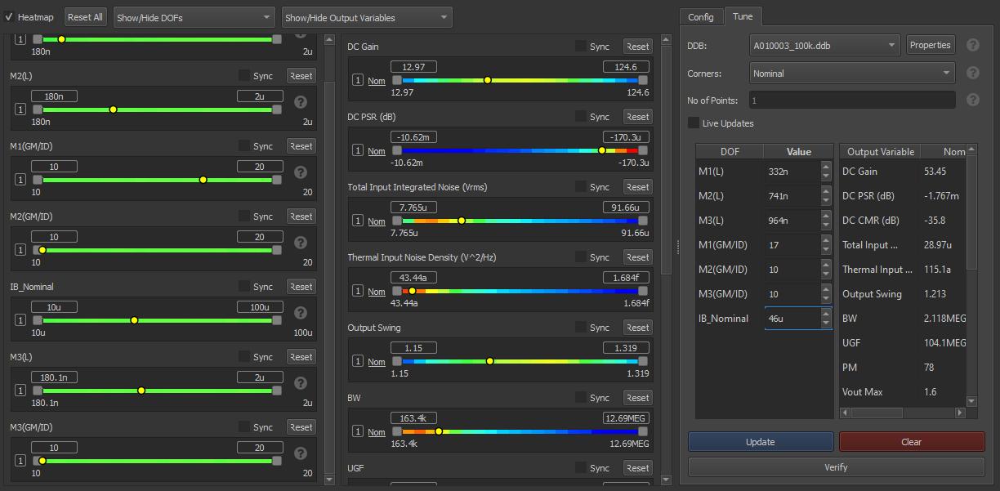 Heatmap Reset All Show/Hide DOFs Show/Hide Output Variables
1
180n 2u
M2(L) Sync Reset
180n 2u
1 ?
180n 2u
M1(GM/ID) Sync Reset
10 20
1 ?
10 20
M2(GM/ID) Sync Reset
10 20
1 ?
10 20
IB_Nominal Sync Reset
10u 100u
1 ?
10u 100u
M3(L) Sync Reset
180.1n 2u
1 ?
180.1n 2u
M3(GM/ID) Sync Reset
10 20
1 ?
10 20
DC Gain Sync Reset
12.97 124.6
1 Nom
12.97 124.6
DC PSR (dB) Sync Reset
-10.62m -170.3u
1 Nom
-10.62m -170.3u
Total Input Integrated Noise (Vrms) Sync Reset
7.765u 91.66u
1 Nom
7.765u 91.66u
Thermal Input Noise Density (V^2/Hz) Sync Reset
43.44a 1.684f
1 Nom
43.44a 1.684f
Output Swing Sync Reset
1.15 1.319
1 Nom
1.15 1.319
BW Sync Reset
163.4k 12.69MEG
1 Nom
163.4k 12.69MEG
UGF Sync Reset
Config Tune
DDB: A010003_100k.ddb Properties ?
Corners: Nominal ?
No of Points: 1 ?
Live Updates
DOF Value
M1(L) 332n
M2(L) 741n
M3(L) 964n
M1(GM/ID) 17
M2(GM/ID) 10
M3(GM/ID) 10
IB_Nominal 46u
Output Variable Nom
DC Gain 53.45
DC PSR (dB) -1.767m
DC CMR (dB) -35.8
Total Input ... 28.97u
Thermal Input ... 115.1a
Output Swing 1.213
BW 2.118MEG
UGF 104.1MEG
PM 78
Vout Max 1.6
Update Clear
Verify